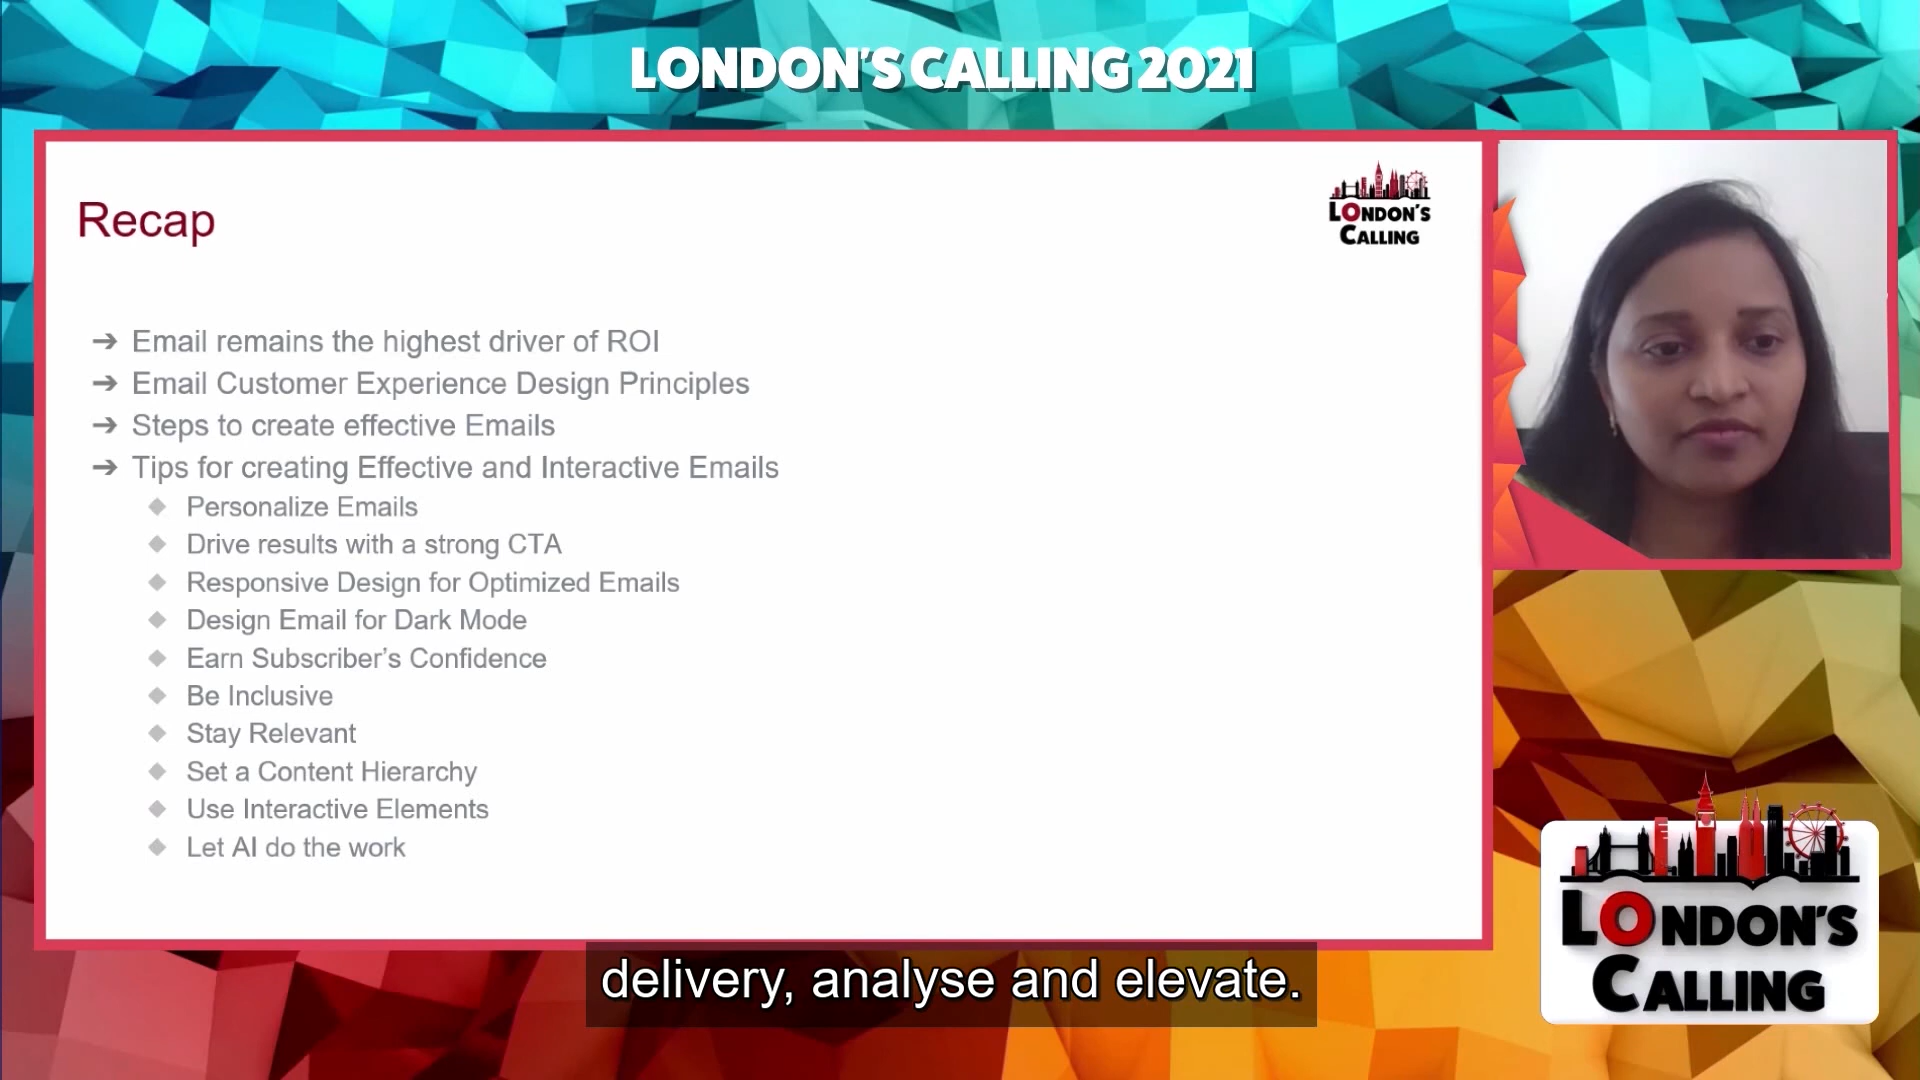 LONDON'S CALLING 2021
Recap
LONDON'S
CALLING
➔ Email remains the highest driver of ROI
➔ Email Customer Experience Design Principles
➔ Steps to create effective Emails
➔ Tips for creating Effective and Interactive Emails
◆ Personalize Emails
◆ Drive results with a strong CTA
◆ Responsive Design for Optimized Emails
◆ Design Email for Dark Mode
◆ Earn Subscriber’s Confidence
◆ Be Inclusive
◆ Stay Relevant
◆ Set a Content Hierarchy
◆ Use Interactive Elements
◆ Let AI do the work
LONDON'S
CALLING
delivery, analyse and elevate.